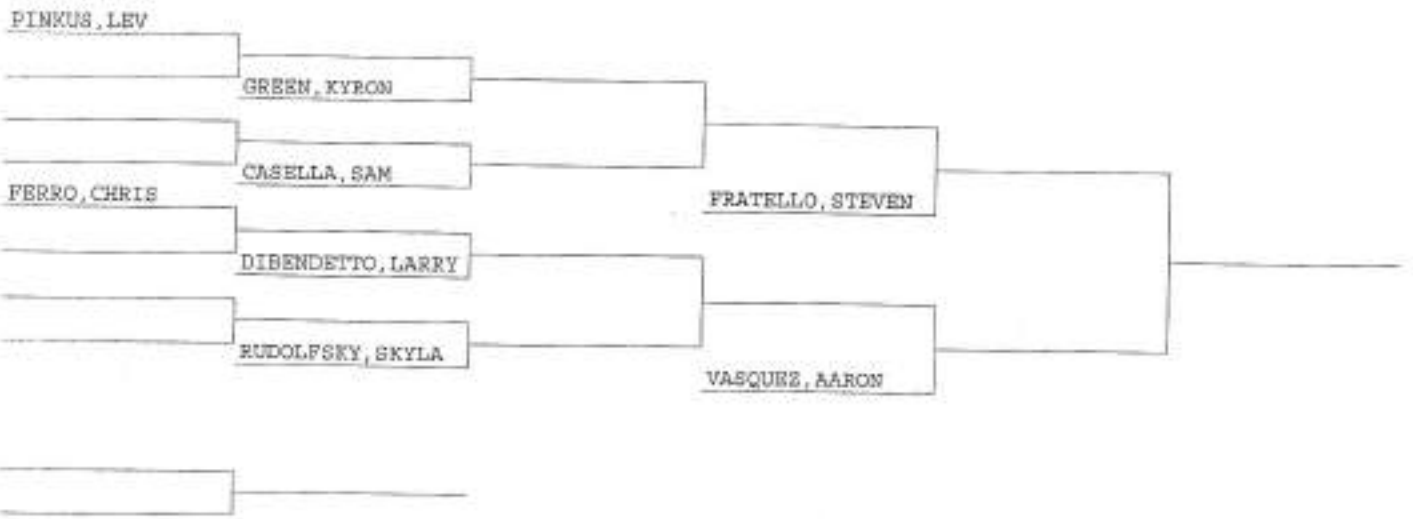 PINKUS, LEV
GREEN, KYRON
CASELLA, SAM
FERRO, CHRIS
FRATELLO, STEVEN
DIBENDETTO, LARRY
RUDOLFSKY, SKYLA
VASQUEZ, AARON